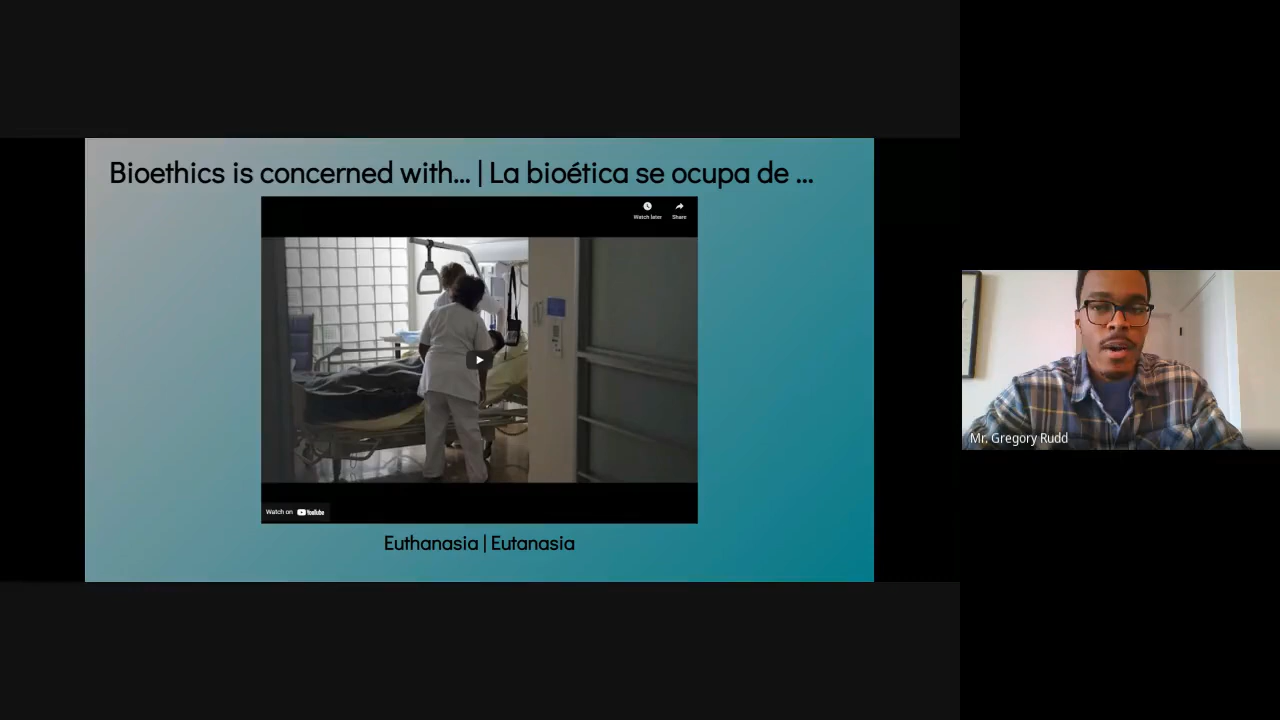 Bioethics is concerned with... | La bioética se ocupa de ...
Watch later
Share
Watch on YouTube
Euthanasia | Eutanasia
Mr. Gregory Rudd